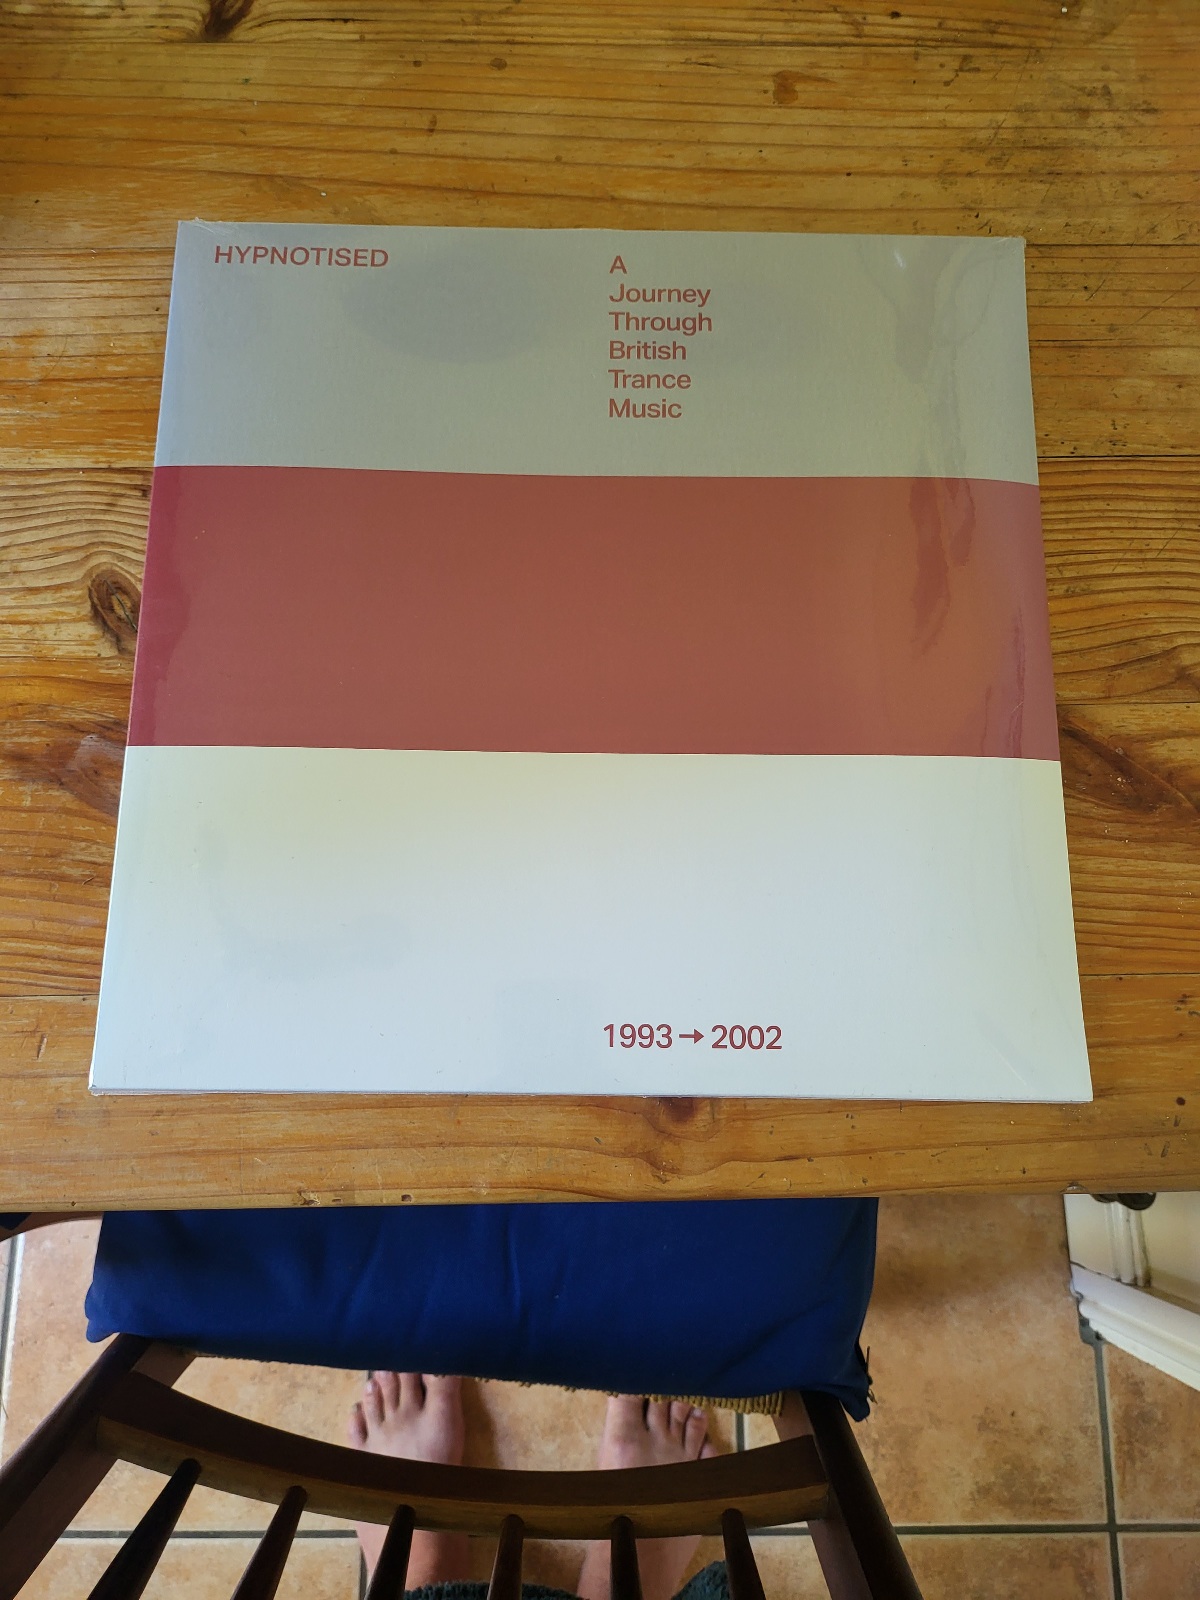 HYPNOTISED
A
Journey
Through
British
Trance
Music
1993→2002